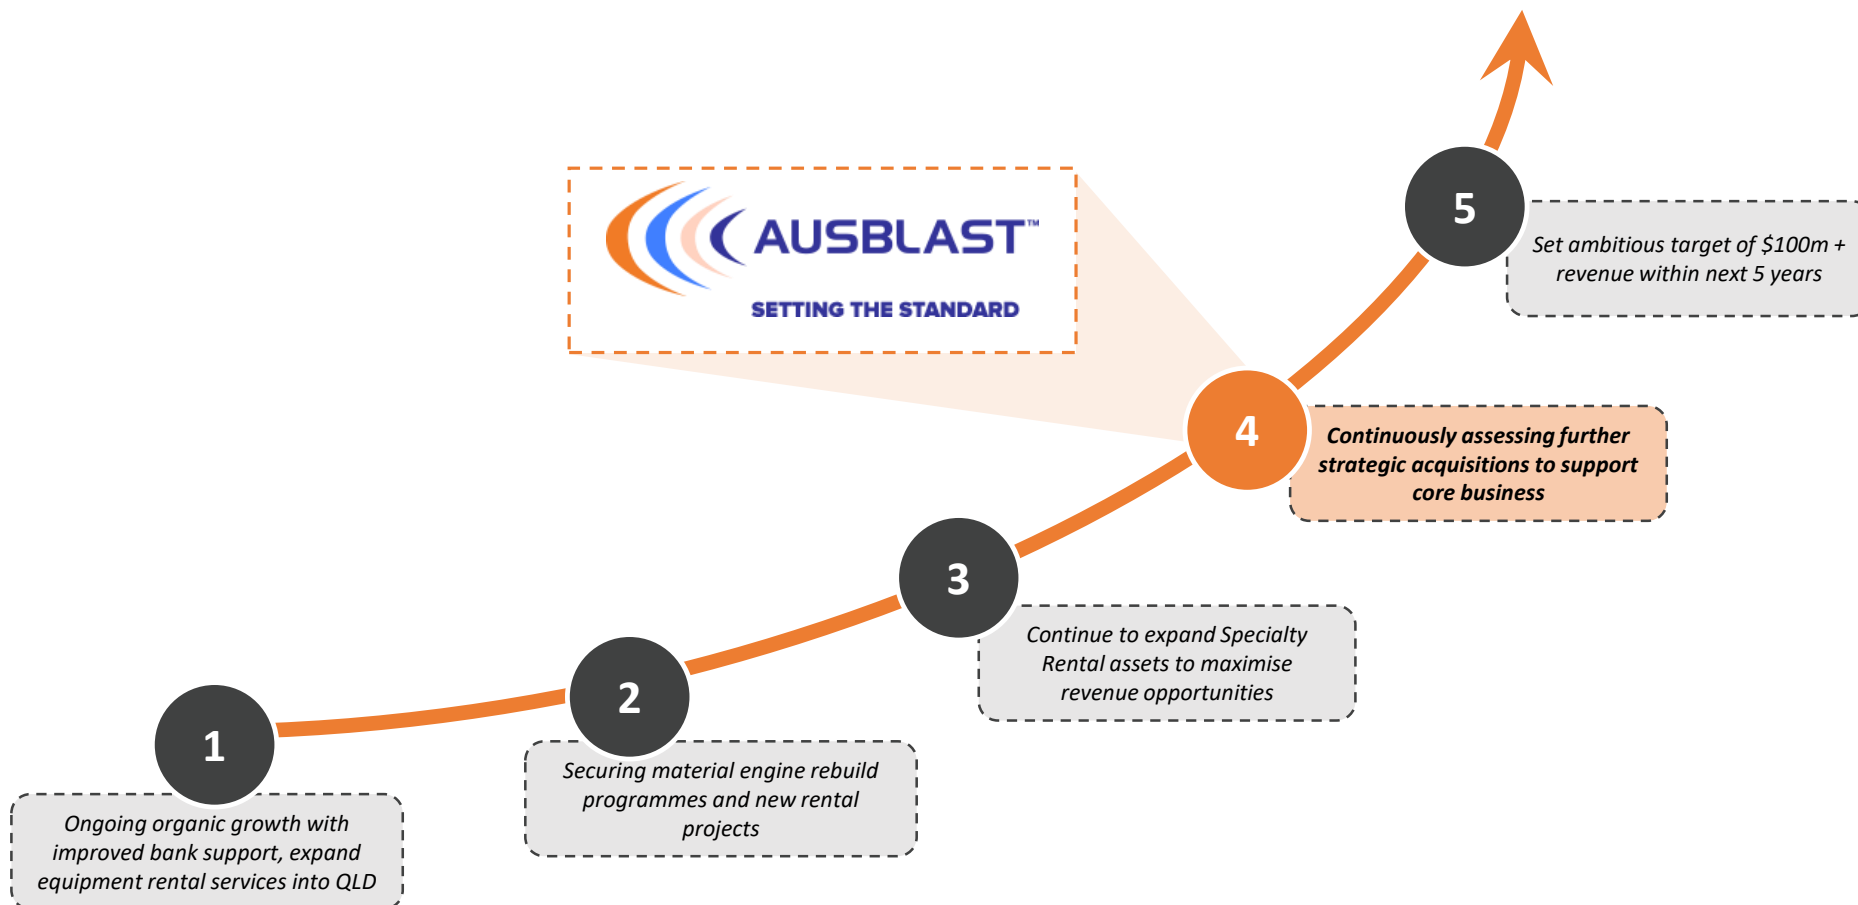 AUSBLAST™
SETTING THE STANDARD
1
Ongoing organic growth with
improved bank support, expand
equipment rental services into QLD
2
Securing material engine rebuild
programmes and new rental
projects
3
Continue to expand Specialty
Rental assets to maximise
revenue opportunities
4
Continuously assessing further
strategic acquisitions to support
core business
5
Set ambitious target of $100m +
revenue within next 5 years